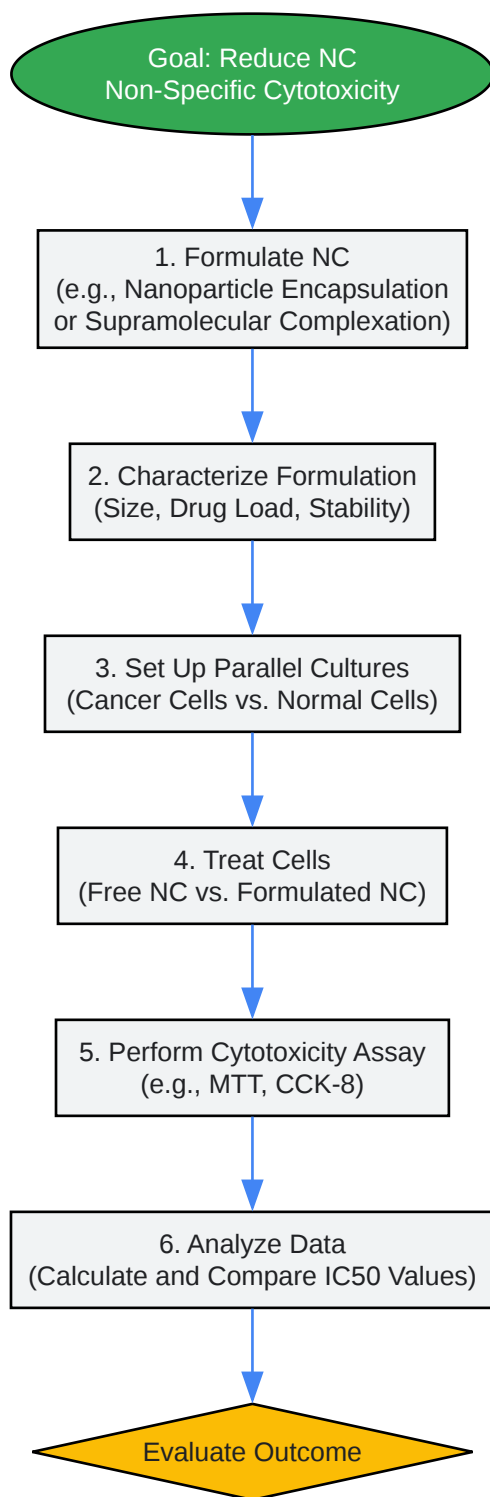 Goal: Reduce NC
Non-Specific Cytotoxicity
1. Formulate NC
(e.g., Nanoparticle Encapsulation
or Supramolecular Complexation)
2. Characterize Formulation
(Size, Drug Load, Stability)
3. Set Up Parallel Cultures
(Cancer Cells vs. Normal Cells)
4. Treat Cells
(Free NC vs. Formulated NC)
5. Perform Cytotoxicity Assay
(e.g., MTT, CCK-8)
6. Analyze Data
(Calculate and Compare IC50 Values)
Evaluate Outcome